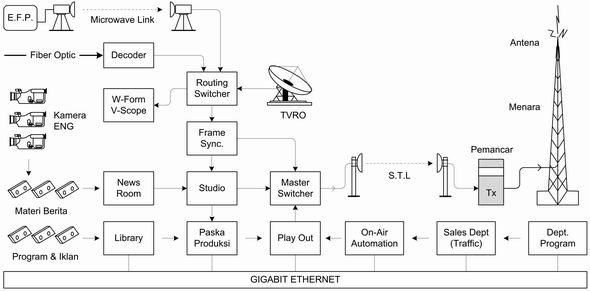 E.F.P.
Microwave Link
Antena
Fiber Optic
Decoder
Routing
Switcher
W-Form
V-Scope
TVRO
Kamera
ENG
Menara
Frame
Sync.
Pemancar
S.T.L
Tx
News
Room
Studio
Master
Switcher
Materi Berita
Library
Paska
Produksi
Play Out
On-Air
Automation
Sales Dept
(Traffic)
Dept.
Program
Program & Iklan
GIGABIT ETHERNET